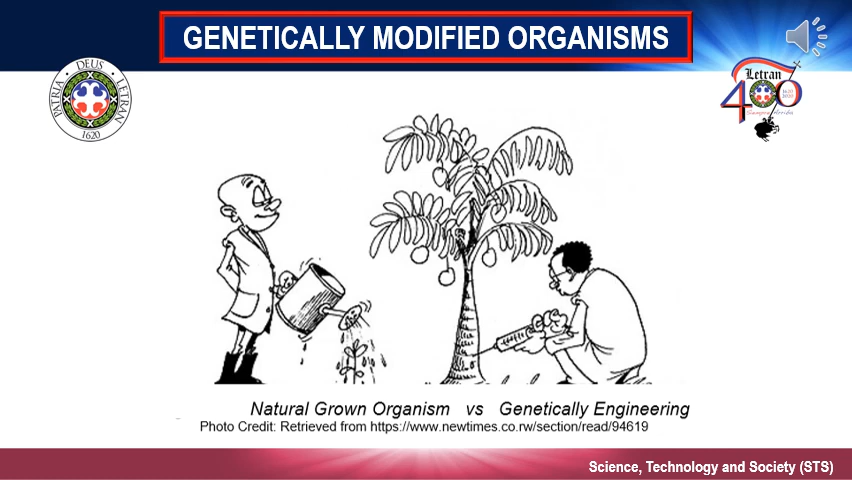 GENETICALLY MODIFIED ORGANISMS
DEUS
PATRIA
LETRAN
1620
Letran
400
Natural Grown Organism vs Genetically Engineering
Photo Credit: Retrieved from https://www.newtimes.co.rw/section/read/94619
Science, Technology and Society (STS)